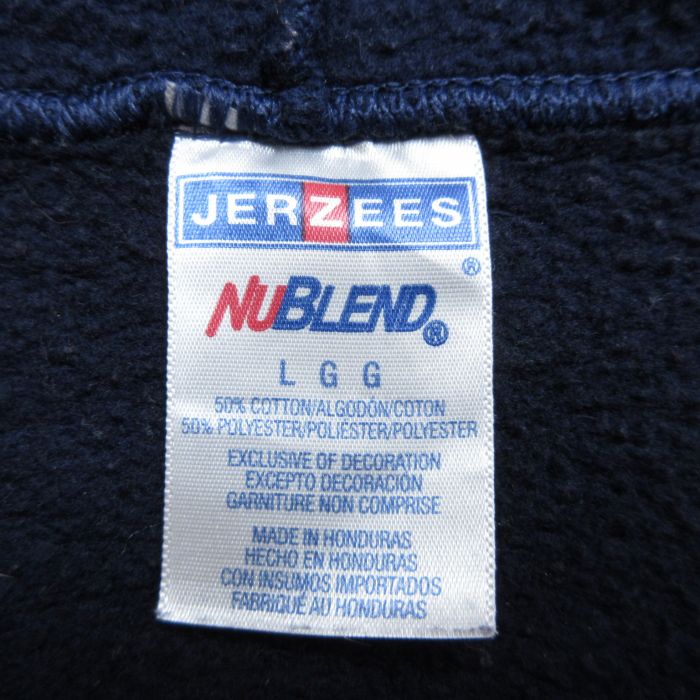 JERZEES
®
NUBLEND®
L G G
50% COTTON/ALGODÓN/COTON
50% POLYESTER/POLIÉSTER/POLYESTER
EXCLUSIVE OF DECORATION
EXCEPTO DECORACIÓN
GARNITURE NON COMPRISE
MADE IN HONDURAS
HECHO EN HONDURAS
CON INSUMOS IMPORTADOS
FABRIQUÉ AU HONDURAS